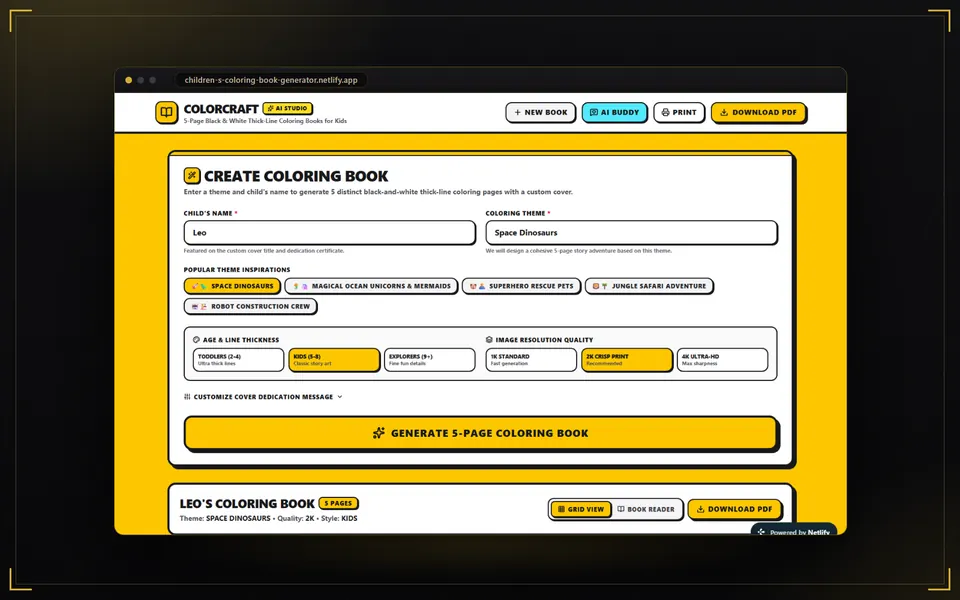 children-s-coloring-book-generator.netlify.app
COLORCRAFT AI STUDIO
5-Page Black & White Thick-Line Coloring Books for Kids
NEW BOOK AI BUDDY PRINT DOWNLOAD PDF
CREATE COLORING BOOK
Enter a theme and child's name to generate 5 distinct black-and-white thick-line coloring pages with a custom cover.
CHILD'S NAME * COLORING THEME *
Leo Space Dinosaurs
Featured on the custom cover title and dedication certificate. We will design a cohesive 5-page story adventure based on this theme.
POPULAR THEME INSPIRATIONS
SPACE DINOSAURS MAGICAL OCEAN UNICORNS & MERMAIDS SUPERHERO RESCUE PETS JUNGLE SAFARI ADVENTURE
ROBOT CONSTRUCTION CREW
AGE & LINE THICKNESS IMAGE RESOLUTION QUALITY
TODDLERS (2-4) KIDS (5-8) EXPLORERS (9+) 1K STANDARD 2K CRISP PRINT 4K ULTRA-HD
Ultra thick lines Classic story art Fine fun details Fast generation Recommended Max sharpness
CUSTOMIZE COVER DEDICATION MESSAGE
GENERATE 5-PAGE COLORING BOOK
LEO'S COLORING BOOK 5 PAGES
GRID VIEW BOOK READER DOWNLOAD PDF
Theme: SPACE DINOSAURS • Quality: 2K • Style: KIDS
Powered by Netlify